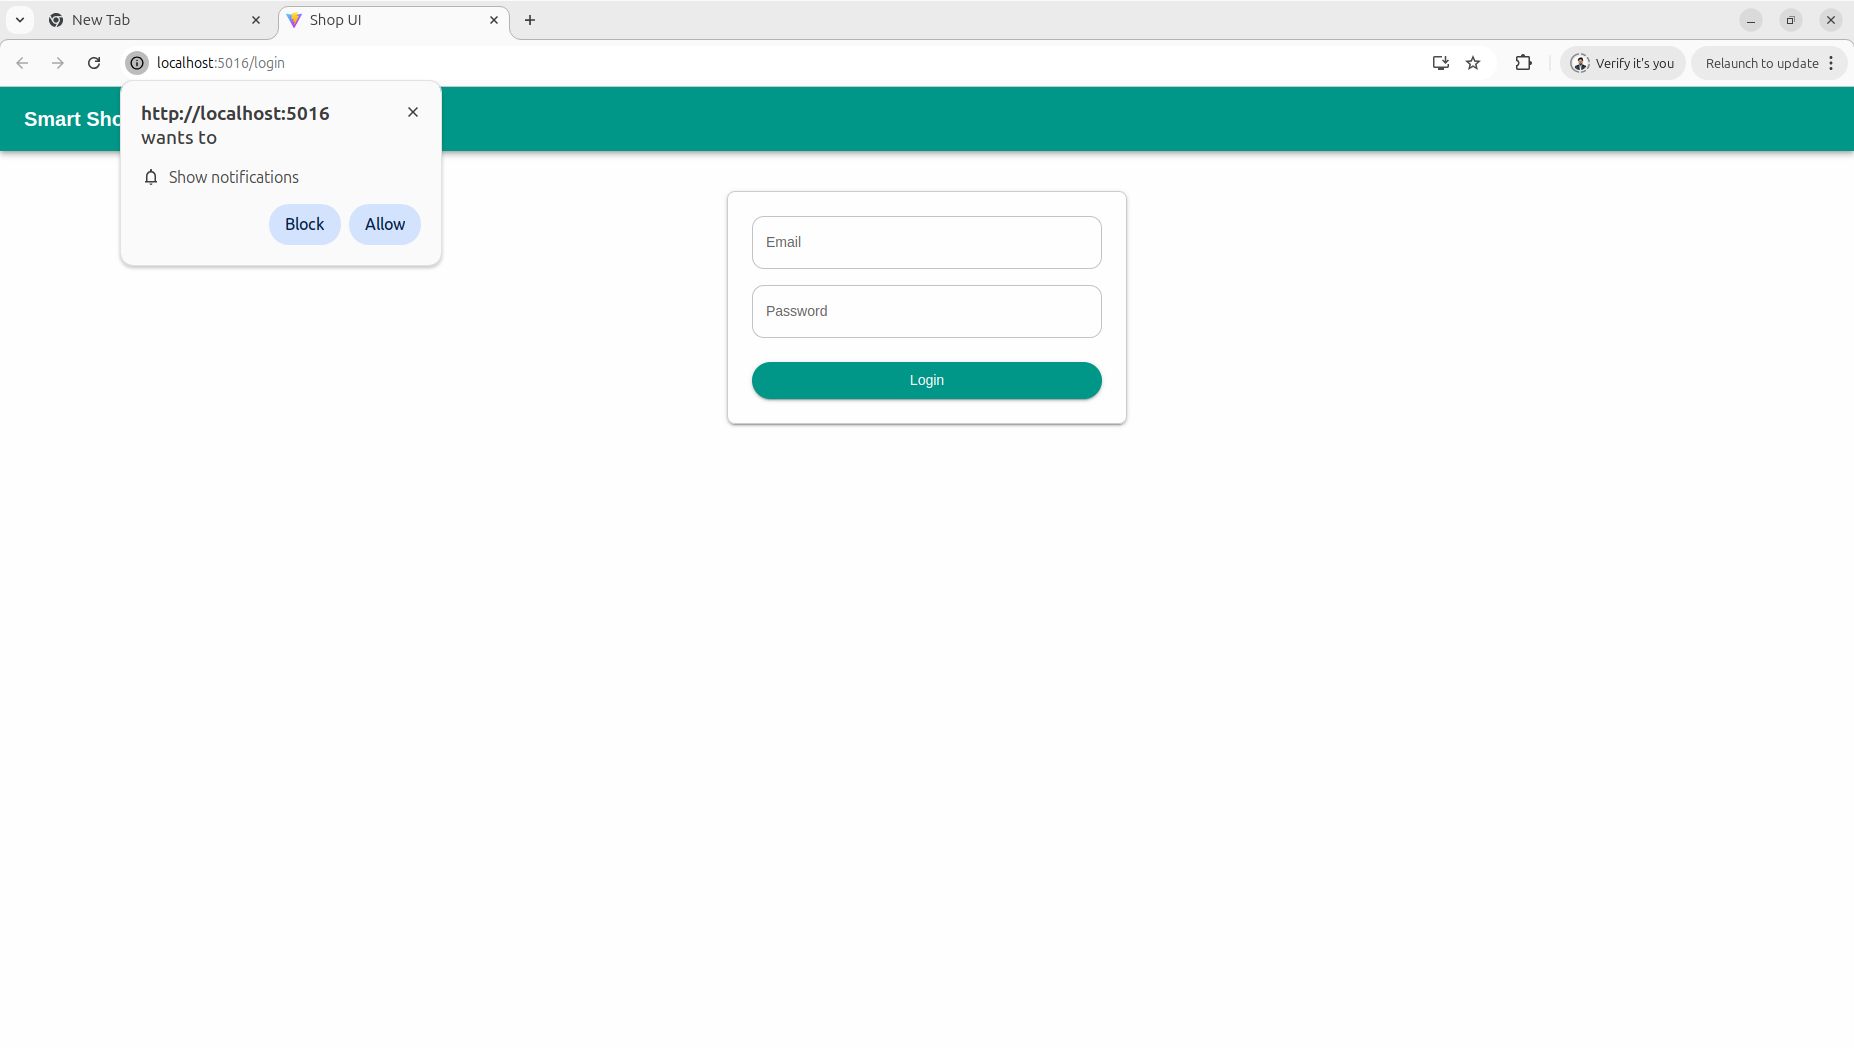 New Tab
Shop UI
localhost:5016/login
Verify it's you
Relaunch to update
Smart Sho
http://localhost:5016
wants to
Show notifications
Block
Allow
Email
Password
Login